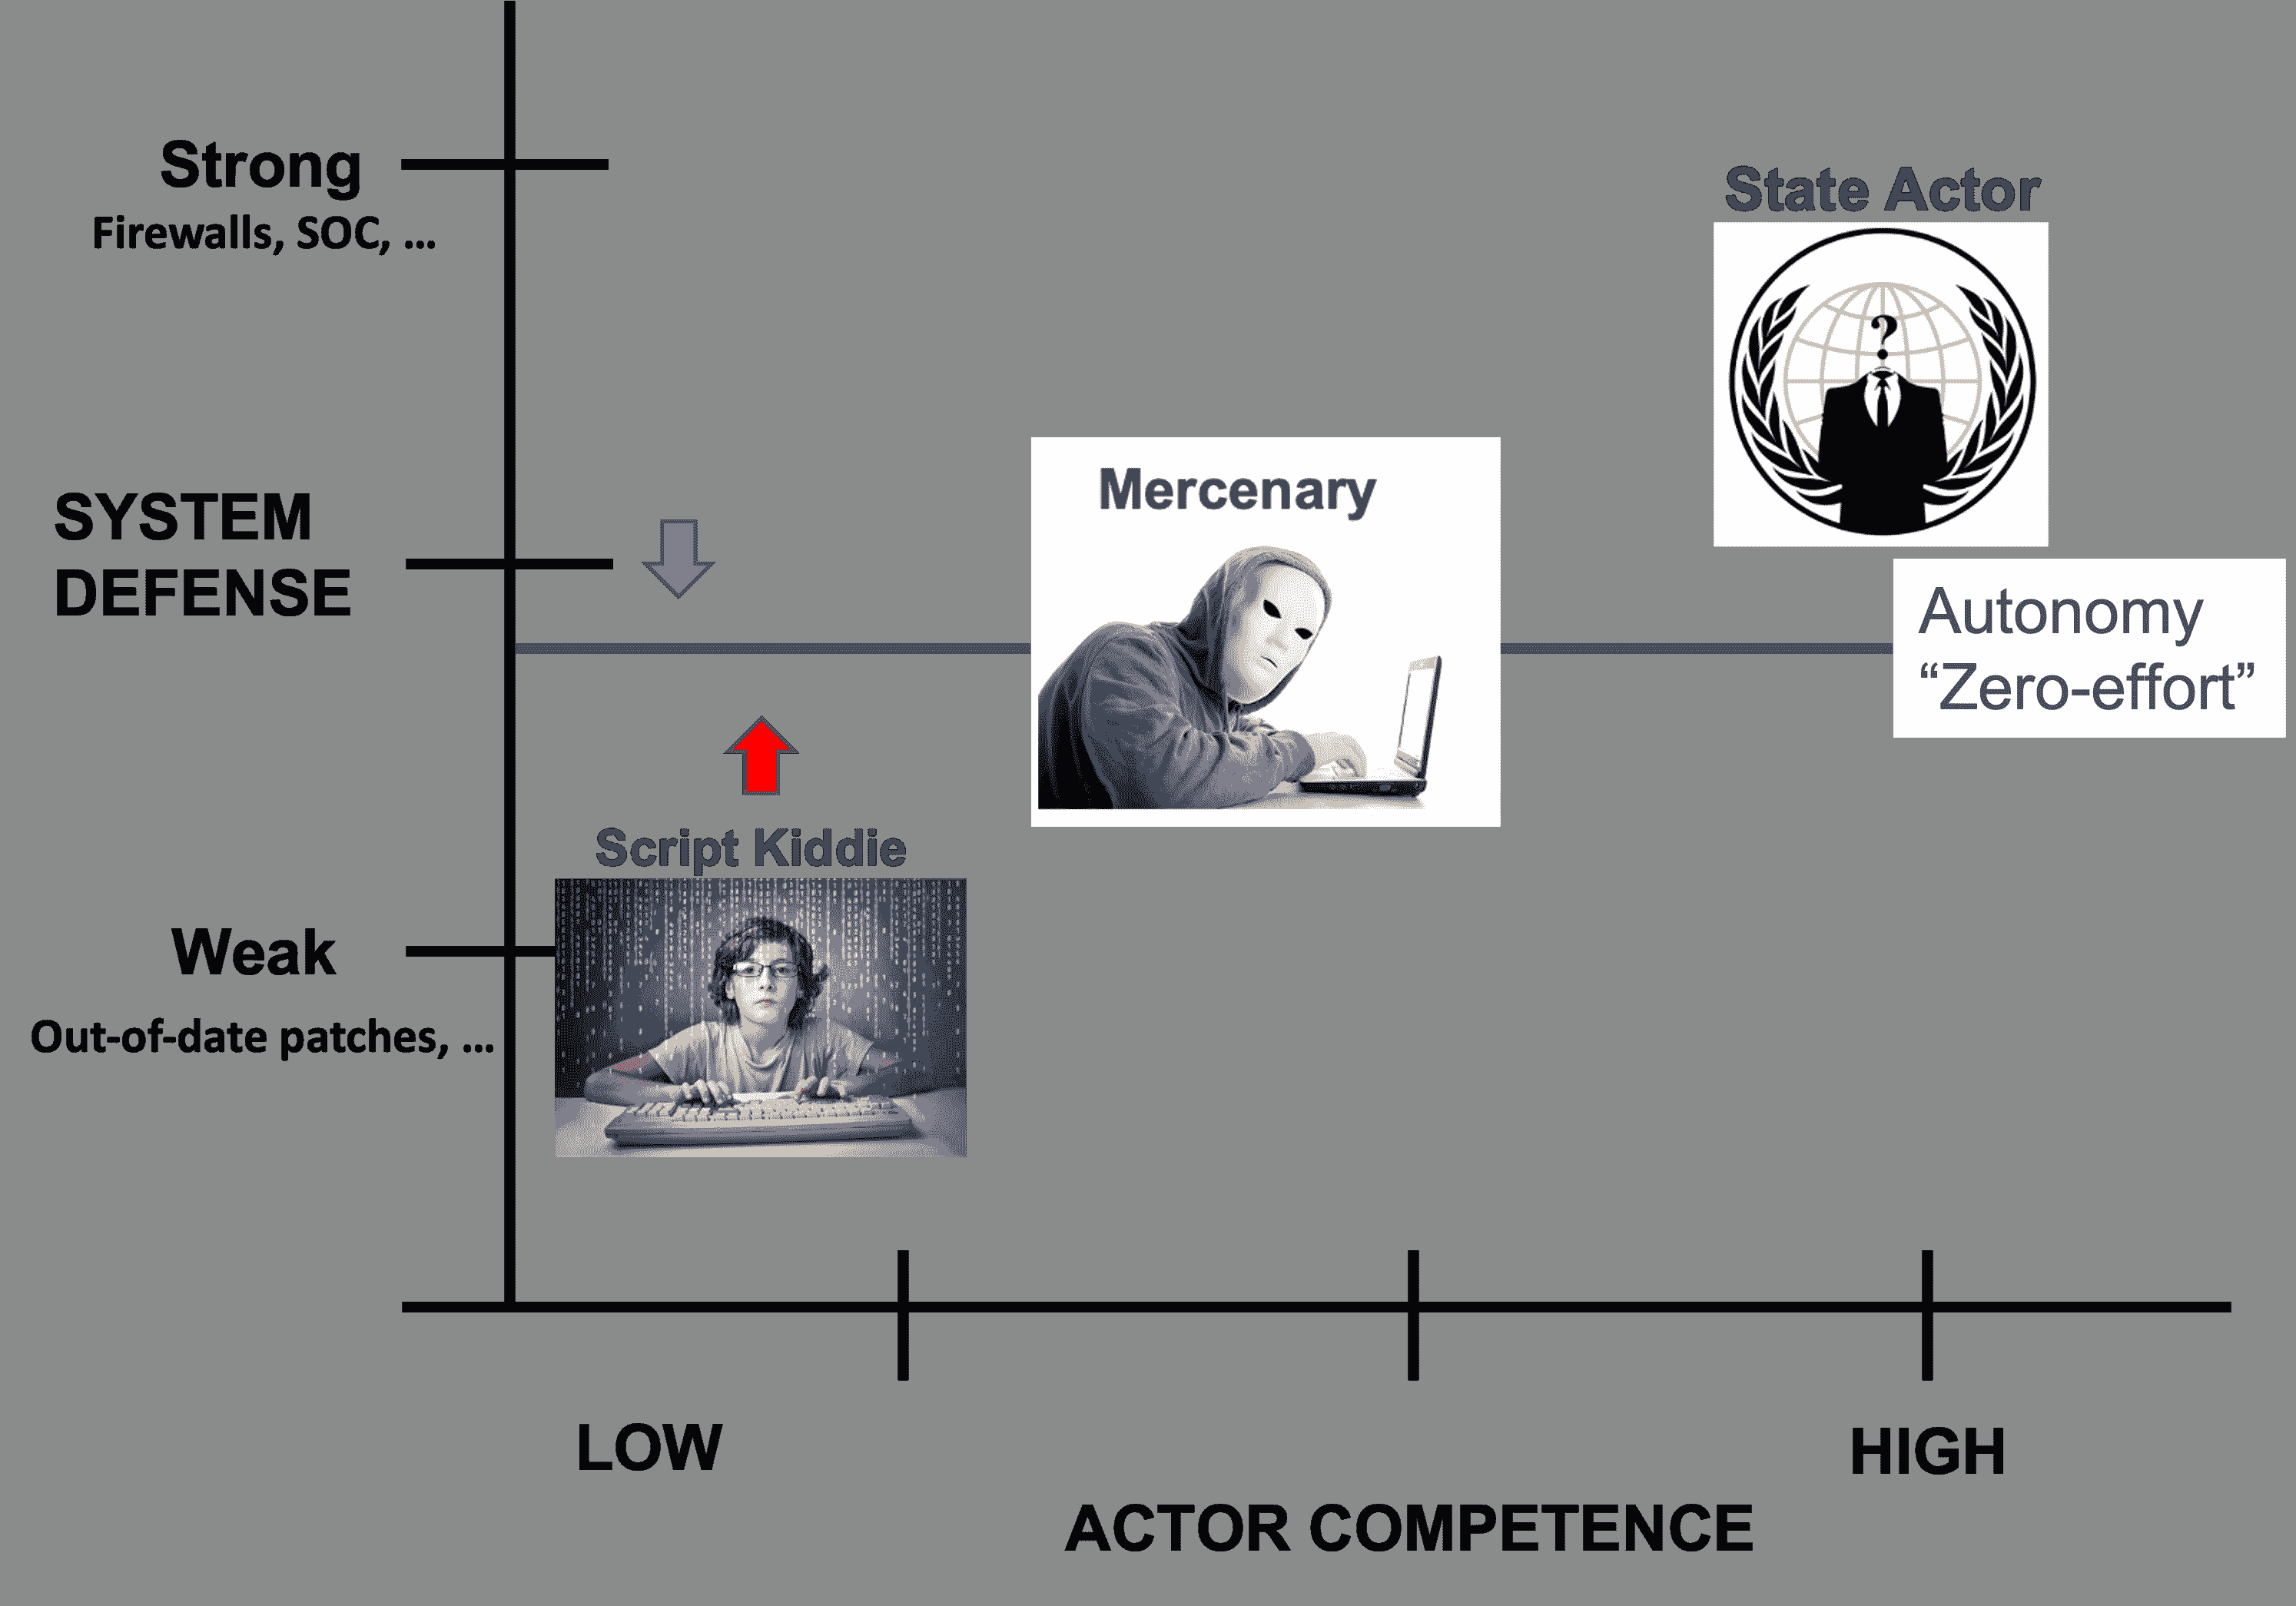 Strong
Firewalls, SOC, ...
State Actor
?
Mercenary
SYSTEM
DEFENSE
Autonomy
“Zero-effort”
Script Kiddie
Weak
Out-of-date patches, ...
LOW
HIGH
ACTOR COMPETENCE